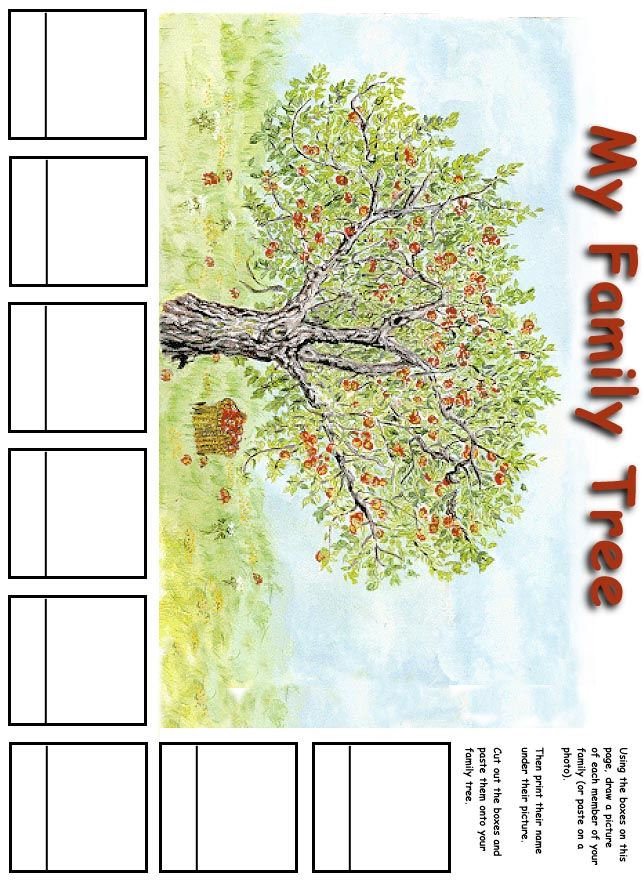 My Family Tree
Using the boxes on this
page, draw a picture
of each member of your
family (or paste on a
photo).
Then print their name
under their picture.
Cut out the boxes and
paste them onto your
family tree.